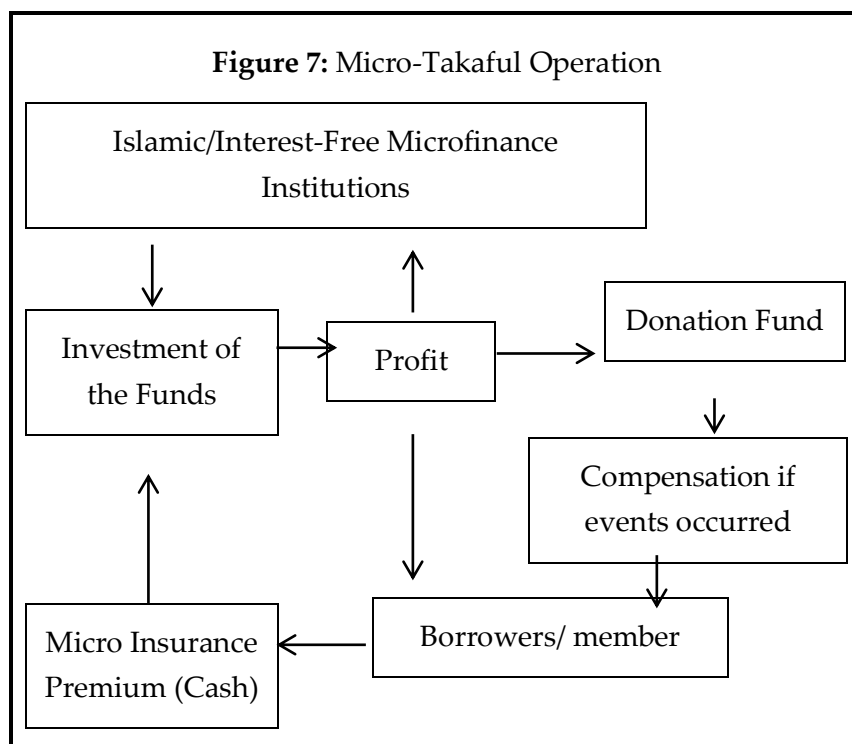 Figure 7: Micro-Takaful Operation
Islamic/Interest-Free Microfinance
Institutions
Investment of
the Funds
Profit
Donation Fund
Compensation if
events occurred
Micro Insurance
Premium (Cash)
Borrowers/ member